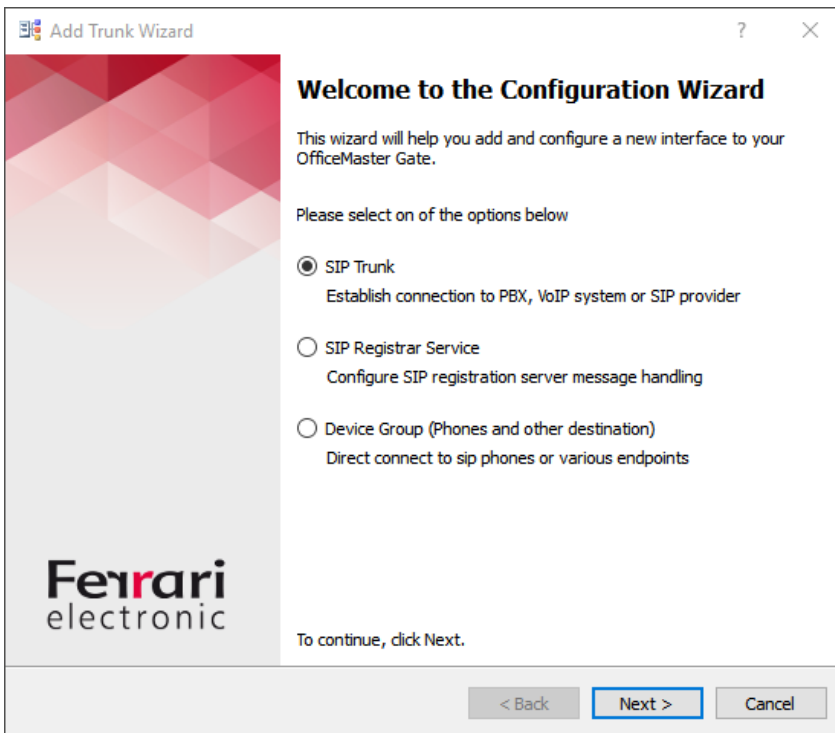 Add Trunk Wizard
?
Welcome to the Configuration Wizard
This wizard will help you add and configure a new interface to your
OfficeMaster Gate.
Please select on of the options below
SIP Trunk
Establish connection to PBX, VoIP system or SIP provider
SIP Registrar Service
Configure SIP registration server message handling
Device Group (Phones and other destination)
Direct connect to sip phones or various endpoints
Ferrari
electronic
To continue, click Next.
< Back
Next >
Cancel